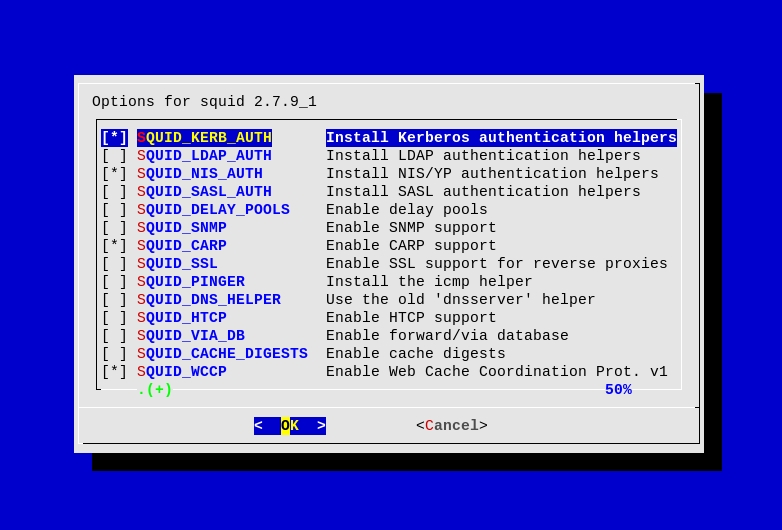 Options for squid 2.7.9_1
[*] SQUID_KERB_AUTH Install Kerberos authentication helpers
[ ] SQUID_LDAP_AUTH Install LDAP authentication helpers
[*] SQUID_NIS_AUTH Install NIS/YP authentication helpers
[ ] SQUID_SASL_AUTH Install SASL authentication helpers
[ ] SQUID_DELAY_POOLS Enable delay pools
[ ] SQUID_SNMP Enable SNMP support
[*] SQUID_CARP Enable CARP support
[ ] SQUID_SSL Enable SSL support for reverse proxies
[ ] SQUID_PINGER Install the icmp helper
[ ] SQUID_DNS_HELPER Use the old 'dnsserver' helper
[ ] SQUID_HTCP Enable HTCP support
[ ] SQUID_VIA_DB Enable forward/via database
[ ] SQUID_CACHE_DIGESTS Enable cache digests
[*] SQUID_WCCP Enable Web Cache Coordination Prot. v1
.(+) 50%
< OK > <Cancel>